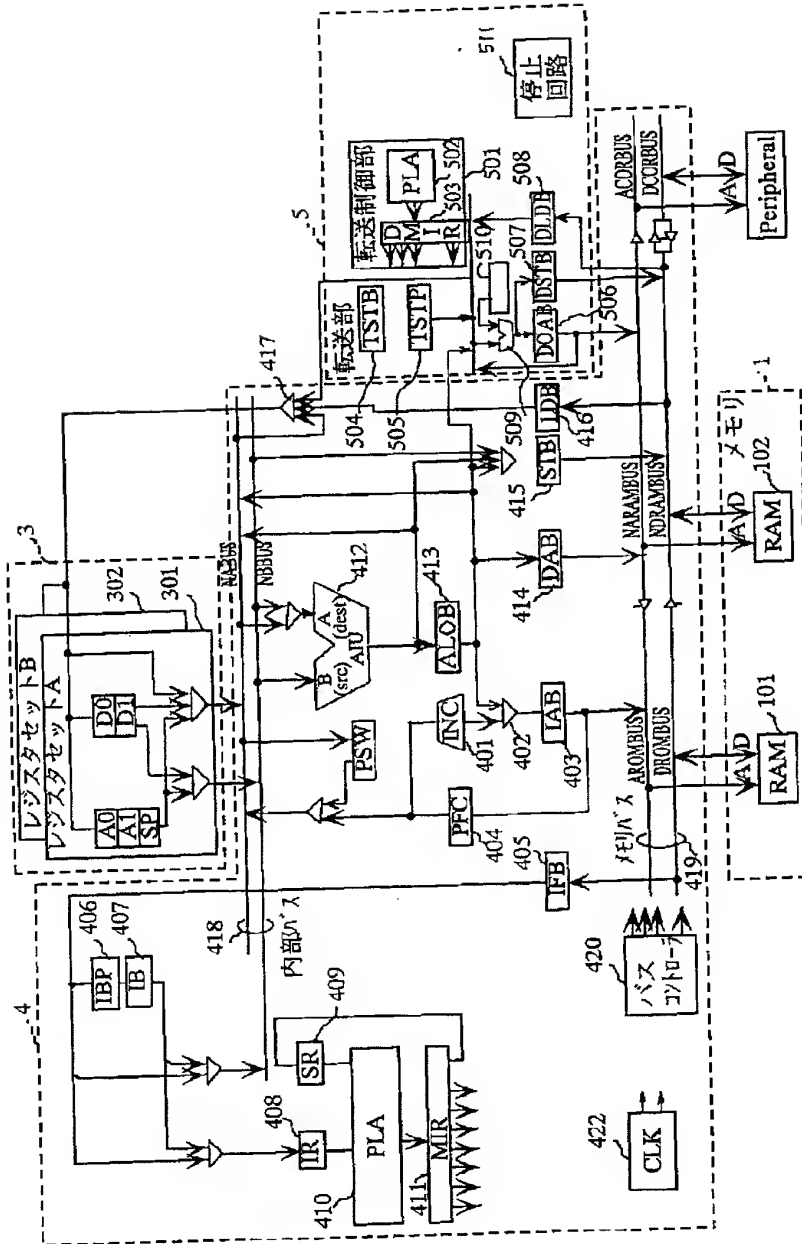 4
IBP
406
IB
407
418
内部バス
408
IR
SR
409
PLA
410
MIR
411
422
CLK
420
バス
コントローラ
3
レジスタセットB
レジスタセットA
302
301
A0
A1
SP
D0
D1
NABUS
NBBUS
B
(src)
A
(dest)
412
PSW
ALOB
413
INC
401
402
IAB
403
PFC
404
IFB
405
DAB
414
STB
415
LDB
416
417
5
転送部
転送制御部
TSTB
504
TSTP
505
D
M
I
R
PLA
502
503
501
510
509
DOAB
506
DSTB
507
DLDB
508
停止
回路
511
メモリバス
419
AROMBUS
DROMBUS
NARAMBUS
NDRAMBUS
ACORBUS
DCORBUS
メモリ
1
A
D
RAM
101
A
D
RAM
102
A
D
Peripheral